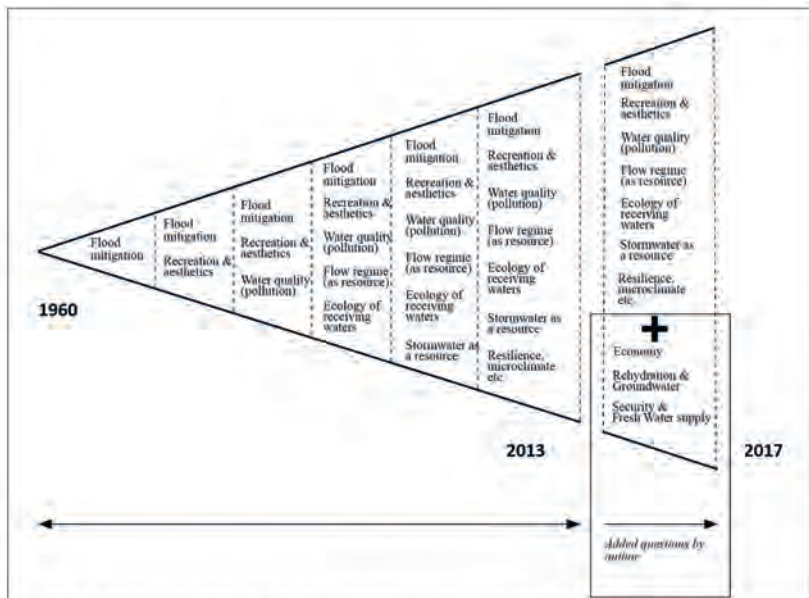 Flood
mitigation
Flood
mitigation
Recreation &
aesthetics
Flood
mitigation
Recreation &
aesthetics
Water quality
(pollution)
Flood
mitigation
Recreation &
aesthetics
Water quality
(pollution)
Flow regime
(as resource)
Ecology of
receiving
waters
Flood
mitigation
Recreation &
aesthetics
Water quality
(pollution)
Flow regime
(as resource)
Ecology of
receiving
waters
Stormwater as
a resource
Flood
mitigation
Recreation &
aesthetics
Water quality
(pollution)
Flow regime
(as resource)
Ecology of
receiving
waters
Stormwater as
a resource
Resilience,
microclimate
etc
Flood
mitigation
Recreation &
aesthetics
Water quality
(pollution)
Flow regime
(as resource)
Ecology of
receiving
waters
Stormwater as
a resource
Resilience,
microclimate
etc
+
Economy
Rehydration &
Groundwater
Security &
Fresh Water supply
1960
2013
2017
Added questions by
author